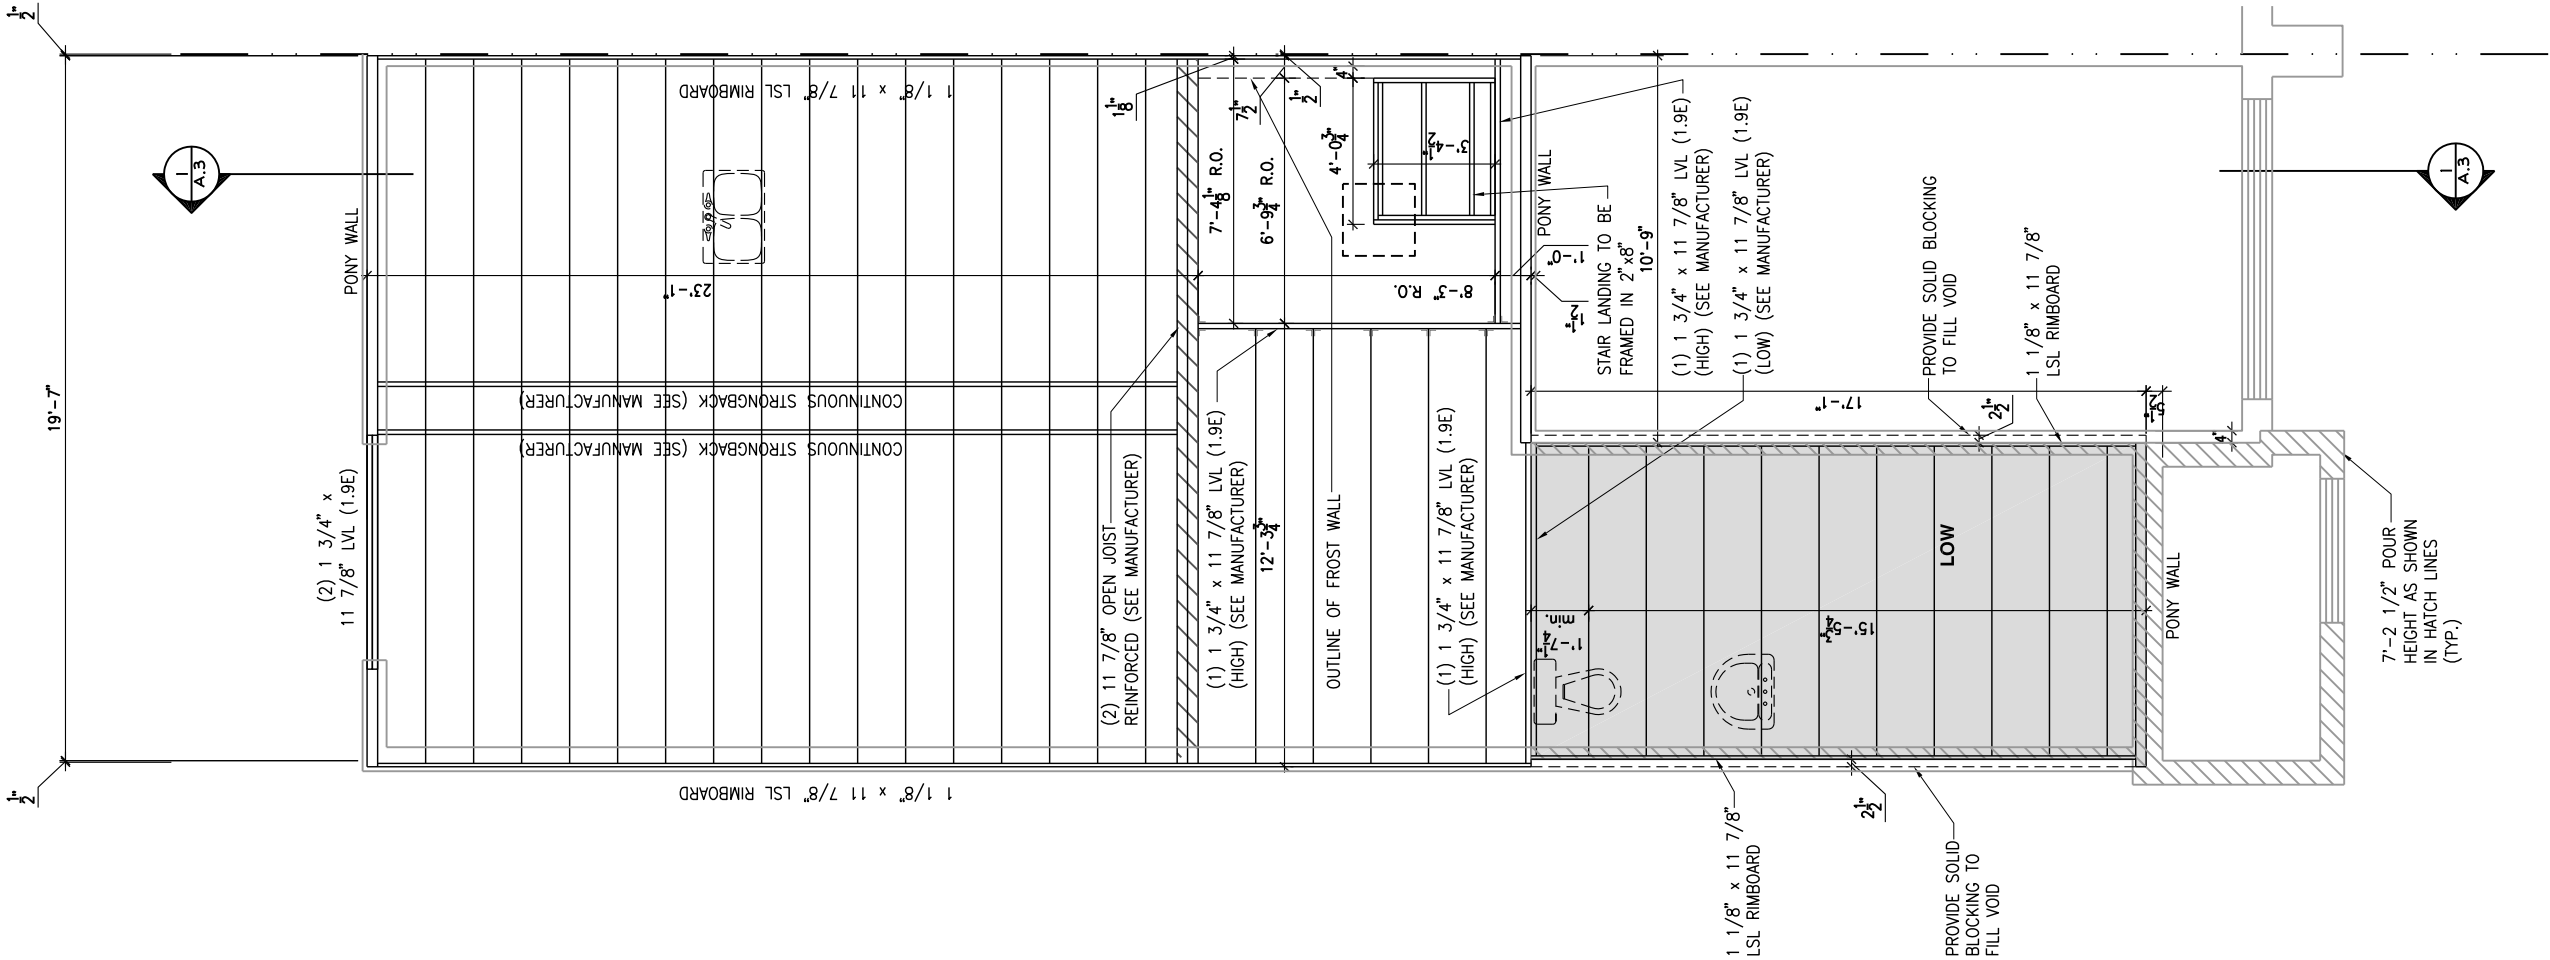 1 1/2"
19'-7"
1 1/2"
1
A.3
PONY WALL
(2) 1 3/4" x
11 7/8" LVL (1.9E)
1 1/8" x 11 7/8" LSL RIMBOARD
23'-1"
CONTINUOUS STRONGBACK (SEE MANUFACTURER)
CONTINUOUS STRONGBACK (SEE MANUFACTURER)
1 1/8" x 11 7/8" LSL RIMBOARD
(2) 11 7/8" OPEN JOIST
REINFORCED (SEE MANUFACTURER)
1 1/8"
7'-4 1/8" R.O.
(1) 1 3/4" x 11 7/8" LVL (1.9E)
(HIGH) (SEE MANUFACTURER)
7 1/2"
6'-9 3/4" R.O.
12'-3 3/4"
1 1/2"
4"
4'-0 3/4"
OUTLINE OF FROST WALL
3'-4 1/2"
8'-3" R.O.
(1) 1 3/4" x 11 7/8" LVL (1.9E)
(HIGH) (SEE MANUFACTURER)
PONY WALL
1'-0"
1 1/2"
STAIR LANDING TO BE
FRAMED IN 2"x8"
10'-9"
(1) 1 3/4" x 11 7/8" LVL (1.9E)
(HIGH) (SEE MANUFACTURER)
(1) 1 3/4" x 11 7/8" LVL (1.9E)
(LOW) (SEE MANUFACTURER)
1'-7 1/4"
min.
15'-5 3/4"
17'-1"
LOW
PROVIDE SOLID BLOCKING
TO FILL VOID
2 1/2"
1 1/8" x 11 7/8"
LSL RIMBOARD
5 1/2"
4"
PONY WALL
2 1/2"
1 1/8" x 11 7/8"
LSL RIMBOARD
PROVIDE SOLID
BLOCKING TO
FILL VOID
7'-2 1/2" POUR
HEIGHT AS SHOWN
IN HATCH LINES
(TYP.)
1
A.3